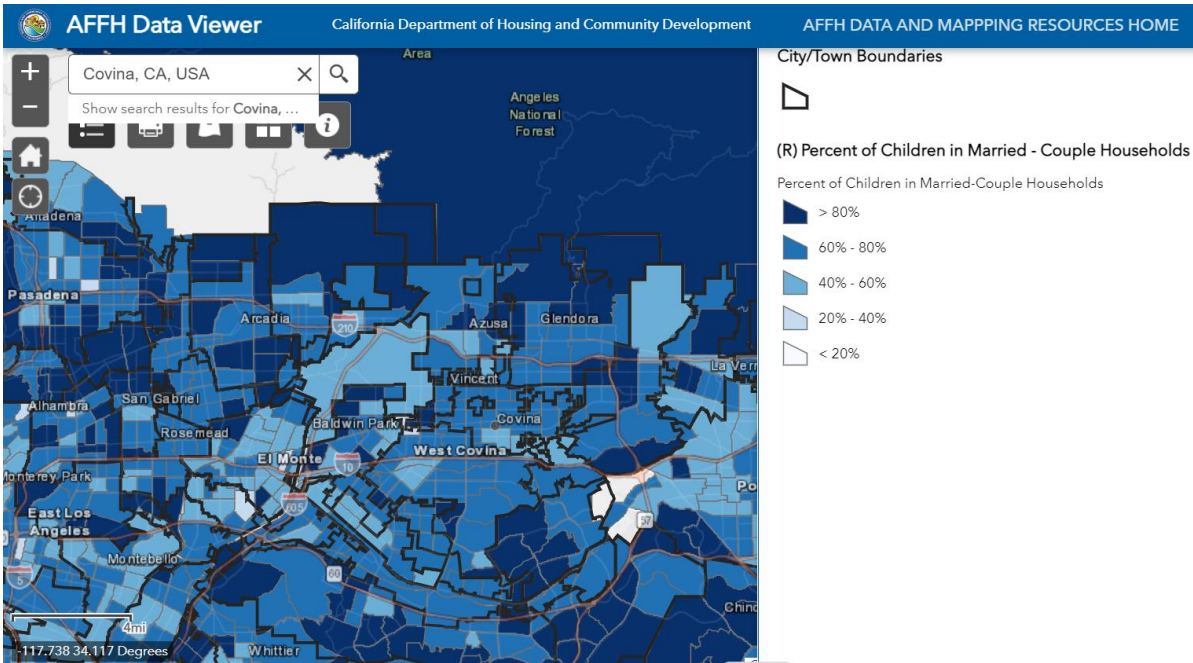 AFFH Data Viewer
California Department of Housing and Community Development
AFFH DATA AND MAPPPING RESOURCES HOME
+
Covina, CA, USA
−
Show search results for Covina, ...
i
Area
Angeles
National
Forest
Altadena
Pasadena
Arcadia
210
Azusa
Glendora
La Verr
Vincent
Alhambra
San Gabriel
Rosemead
Baldwin Park
Covina
West Covina
El Monte
10
Monterey Park
Po
East Los
Angeles
605
57
Montebello
60
5
Chino
4mi
-117.738 34.117 Degrees
Whittier
City/Town Boundaries
(R) Percent of Children in Married - Couple Households
Percent of Children in Married-Couple Households
> 80%
60% - 80%
40% - 60%
20% - 40%
< 20%